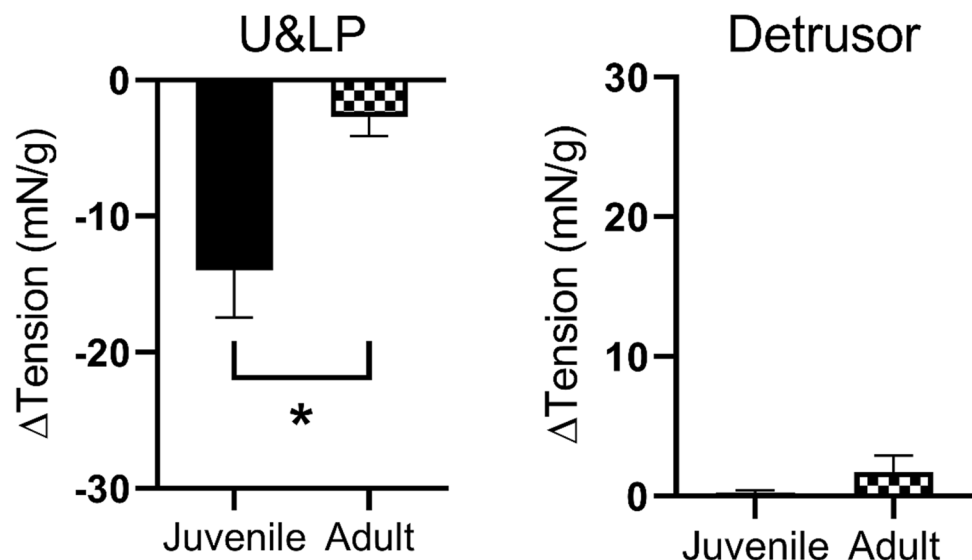 U&LP
ΔTension (mN/g)
0
-10
-20
-30
*
Juvenile Adult
Detrusor
ΔTension (mN/g)
30
20
10
0
Juvenile Adult